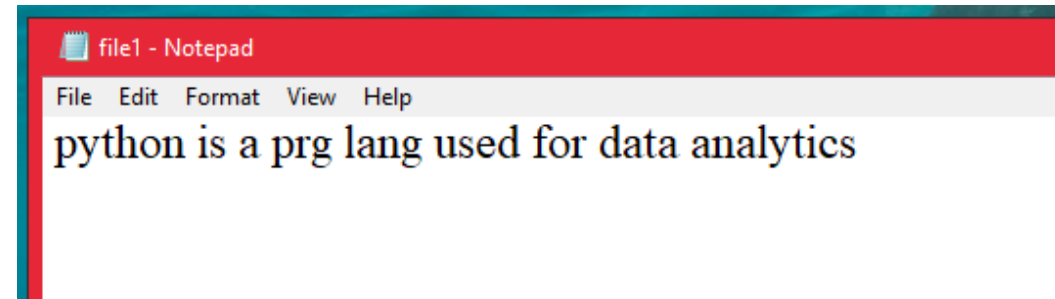 file1 - Notepad
File Edit Format View Help
python is a prg lang used for data analytics